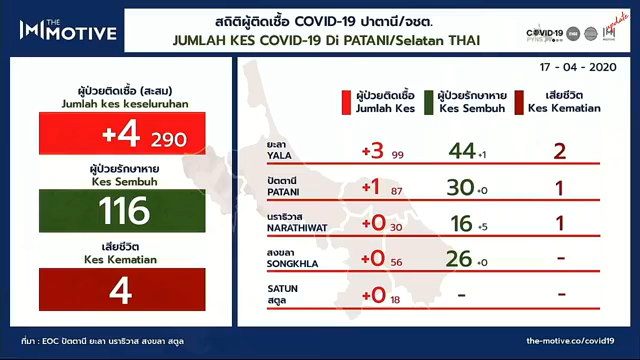 THE
MOTIVE
สถิติผู้ติดเชื้อ COVID-19 ปาตานี/จชต.
JUMLAH KES COVID-19 Di PATANI/Selatan THAI
COVID-19
THE MOTIVE
update
17 - 04 - 2020
ผู้ป่วยติดเชื้อ (สะสม)
Jumlah kes keseluruhan
+4 290
ผู้ป่วยรักษาหาย
Kes Sembuh
116
เสียชีวิต
Kes Kematian
4
ผู้ป่วยติดเชื้อ
Jumlah Kes
ผู้ป่วยรักษาหาย
Kes Sembuh
เสียชีวิต
Kes Kematian
ยะลา
YALA
+3 99
44 +1
2
ปัตตานี
PATANI
+1 87
30 +0
1
นราธิวาส
NARATHIWAT
+0 30
16 +5
1
สงขลา
SONGKHLA
+0 56
26 +0
-
SATUN
สตูล
+0 18
-
-
ที่มา : EOC ปัตตานี ยะลา นราธิวาส สงขลา สตูล
the-motive.co/covid19